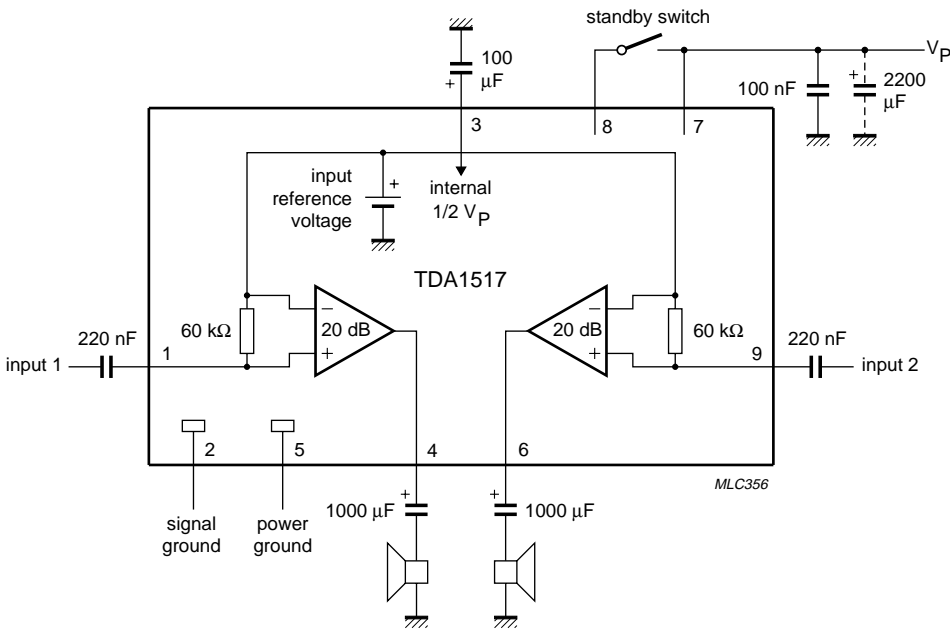 standby switch
V_P
100
μF
+
100 nF
+
2200
μF
3
8
7
input
reference
voltage
+
internal
1/2 V_P
TDA1517
60 kΩ
−
+
20 dB
20 dB
−
+
60 kΩ
220 nF
1
input 1
9
220 nF
input 2
2
5
4
6
MLC356
signal
ground
power
ground
+
1000 μF
+
1000 μF